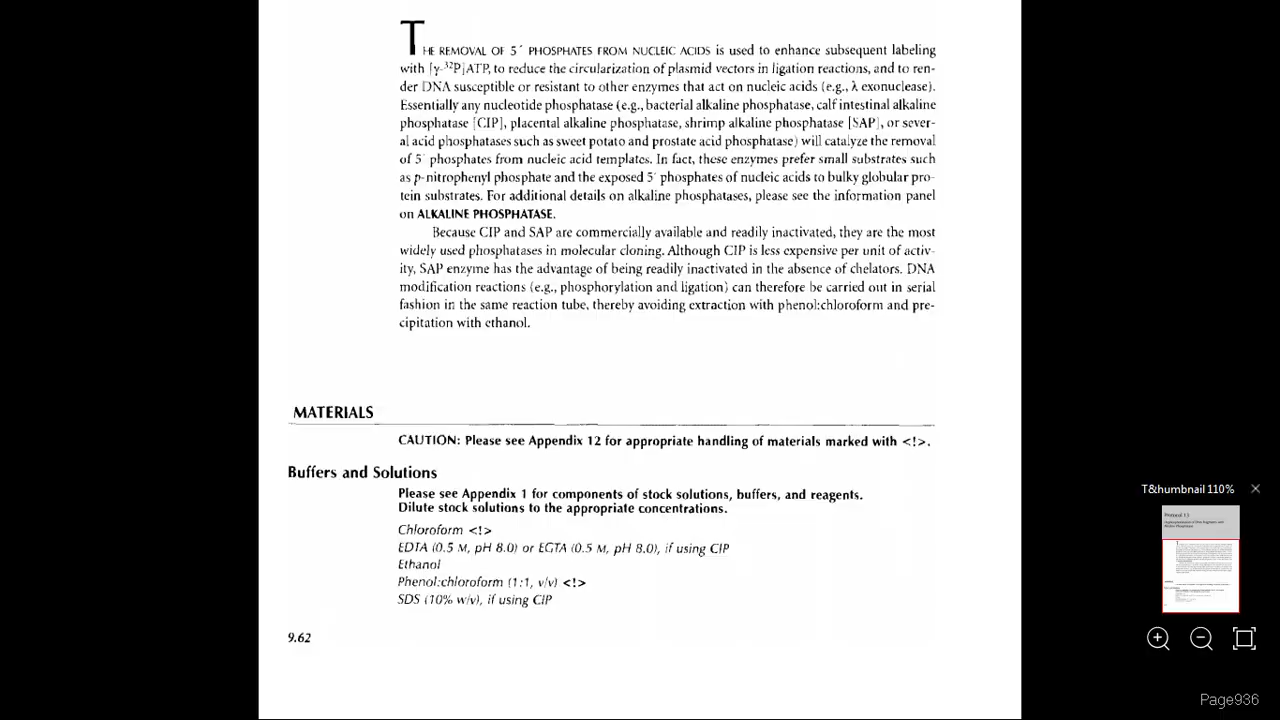 THE REMOVAL OF 5´ PHOSPHATES FROM NUCLEIC ACIDS is used to enhance subsequent labeling
with [γ-³²P]ATP, to reduce the circularization of plasmid vectors in ligation reactions, and to ren-
der DNA susceptible or resistant to other enzymes that act on nucleic acids (e.g., λ exonuclease).
Essentially any nucleotide phosphatase (e.g., bacterial alkaline phosphatase, calf intestinal alkaline
phosphatase [CIP], placental alkaline phosphatase, shrimp alkaline phosphatase [SAP], or sever-
al acid phosphatases such as sweet potato and prostate acid phosphatase) will catalyze the removal
of 5´ phosphates from nucleic acid templates. In fact, these enzymes prefer small substrates such
as p-nitrophenyl phosphate and the exposed 5´ phosphates of nucleic acids to bulky globular pro-
tein substrates. For additional details on alkaline phosphatases, please see the information panel
on ALKALINE PHOSPHATASE.
Because CIP and SAP are commercially available and readily inactivated, they are the most
widely used phosphatases in molecular cloning. Although CIP is less expensive per unit of activ-
ity, SAP enzyme has the advantage of being readily inactivated in the absence of chelators. DNA
modification reactions (e.g., phosphorylation and ligation) can therefore be carried out in serial
fashion in the same reaction tube, thereby avoiding extraction with phenol:chloroform and pre-
cipitation with ethanol.
MATERIALS
CAUTION: Please see Appendix 12 for appropriate handling of materials marked with <!>.
Buffers and Solutions
Please see Appendix 1 for components of stock solutions, buffers, and reagents.
Dilute stock solutions to the appropriate concentrations.
Chloroform <!>
EDTA (0.5 M, pH 8.0) or EGTA (0.5 M, pH 8.0), if using CIP
Ethanol
Phenol:chloroform (1:1, v/v) <!>
SDS (10% w/v), if using CIP
9.62
T&humbnail 110%
Page936